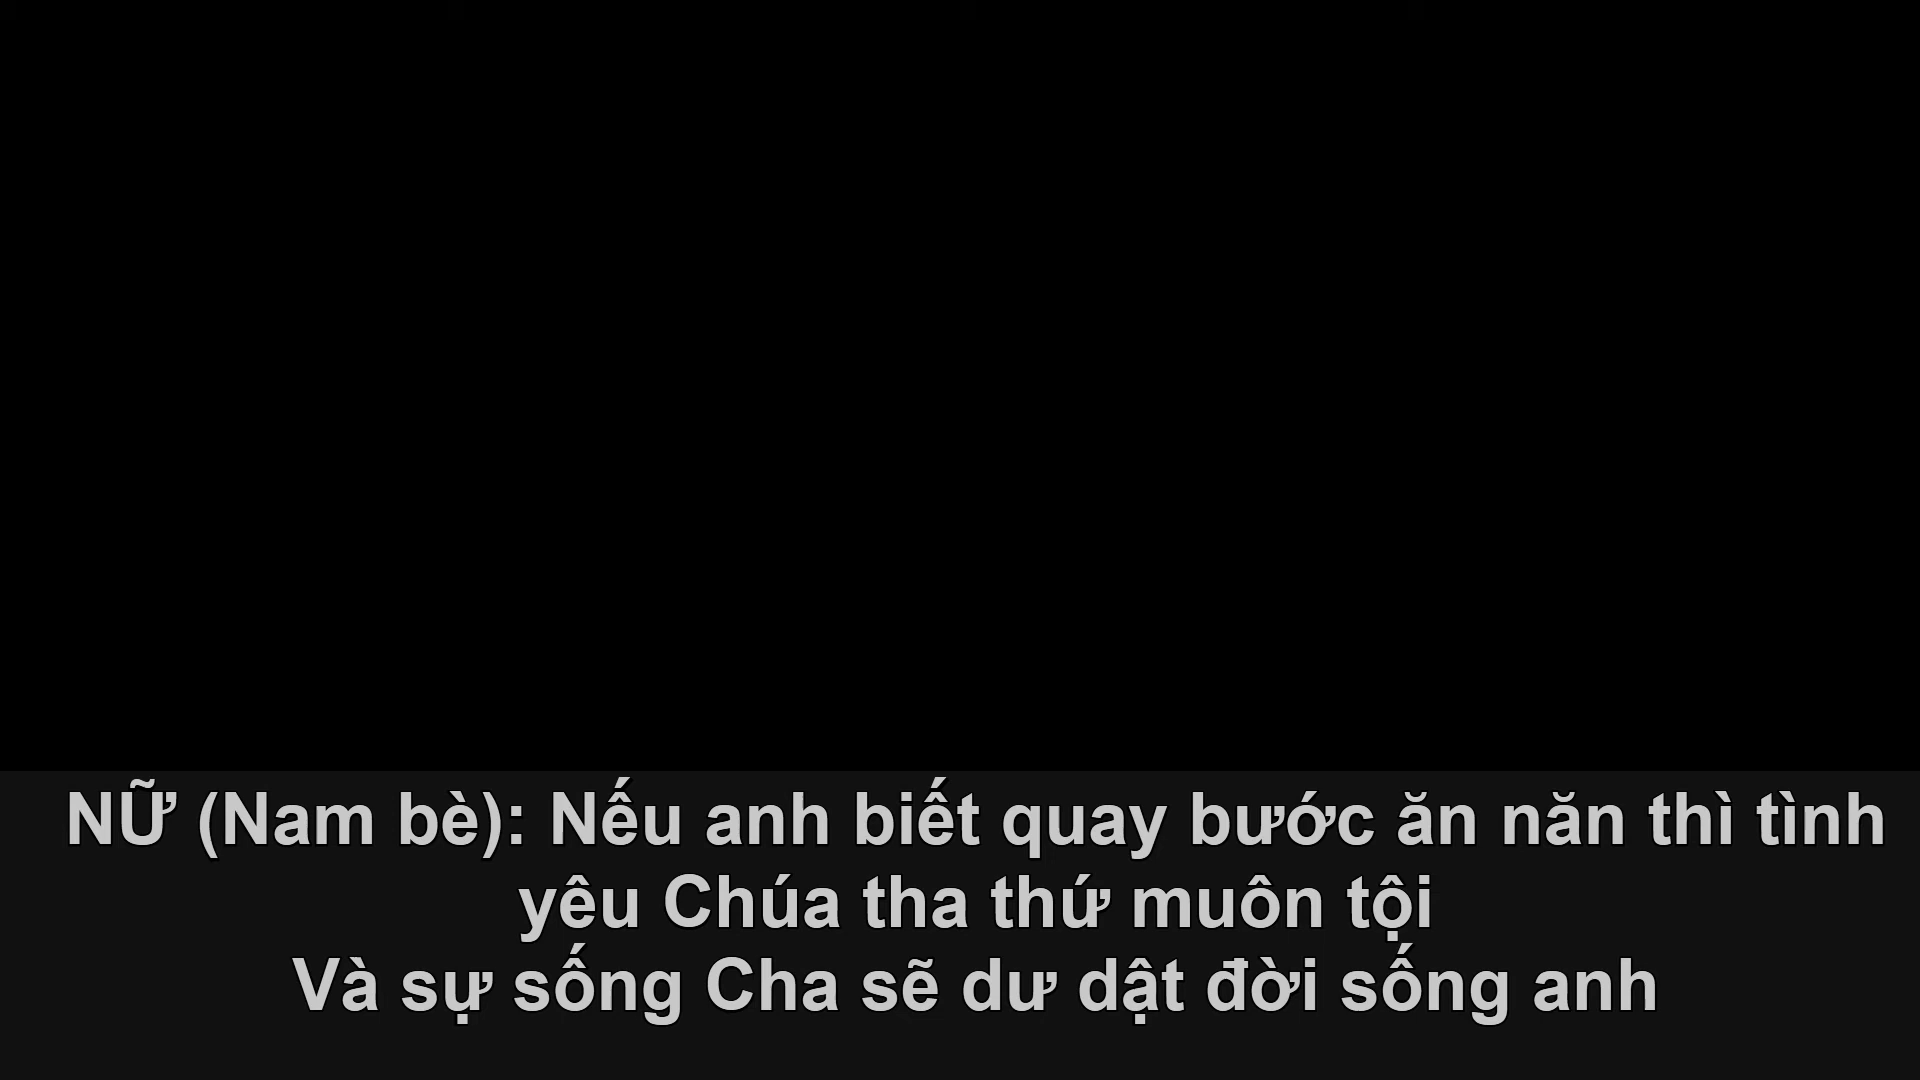 NỮ (Nam bè): Nếu anh biết quay bước ăn năn thì tình
yêu Chúa tha thứ muôn tội
Và sự sống Cha sẽ dư dật đời sống anh